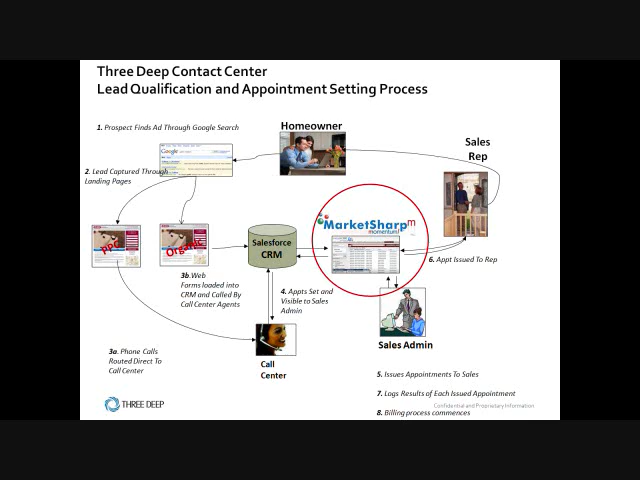 Three Deep Contact Center
Lead Qualification and Appointment Setting Process
1. Prospect Finds Ad Through Google Search
Homeowner
Sales
Rep
2. Lead Captured Through
Landing Pages
Google
PPC
Organic
Salesforce
CRM
MarketSharp m
momentum!
3b. Web
Forms loaded into
CRM and Called By
Call Center Agents
4. Appts Set and
Visible to Sales
Admin
6. Appt Issued To Rep
3a. Phone Calls
Routed Direct To
Call Center
Call
Center
Sales Admin
5. Issues Appointments To Sales
7. Logs Results of Each Issued Appointment
Confidential and Proprietary Information
8. Billing process commences
THREE DEEP